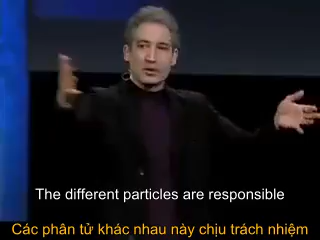 The different particles are responsible
Các phân tử khác nhau này chịu trách nhiệm